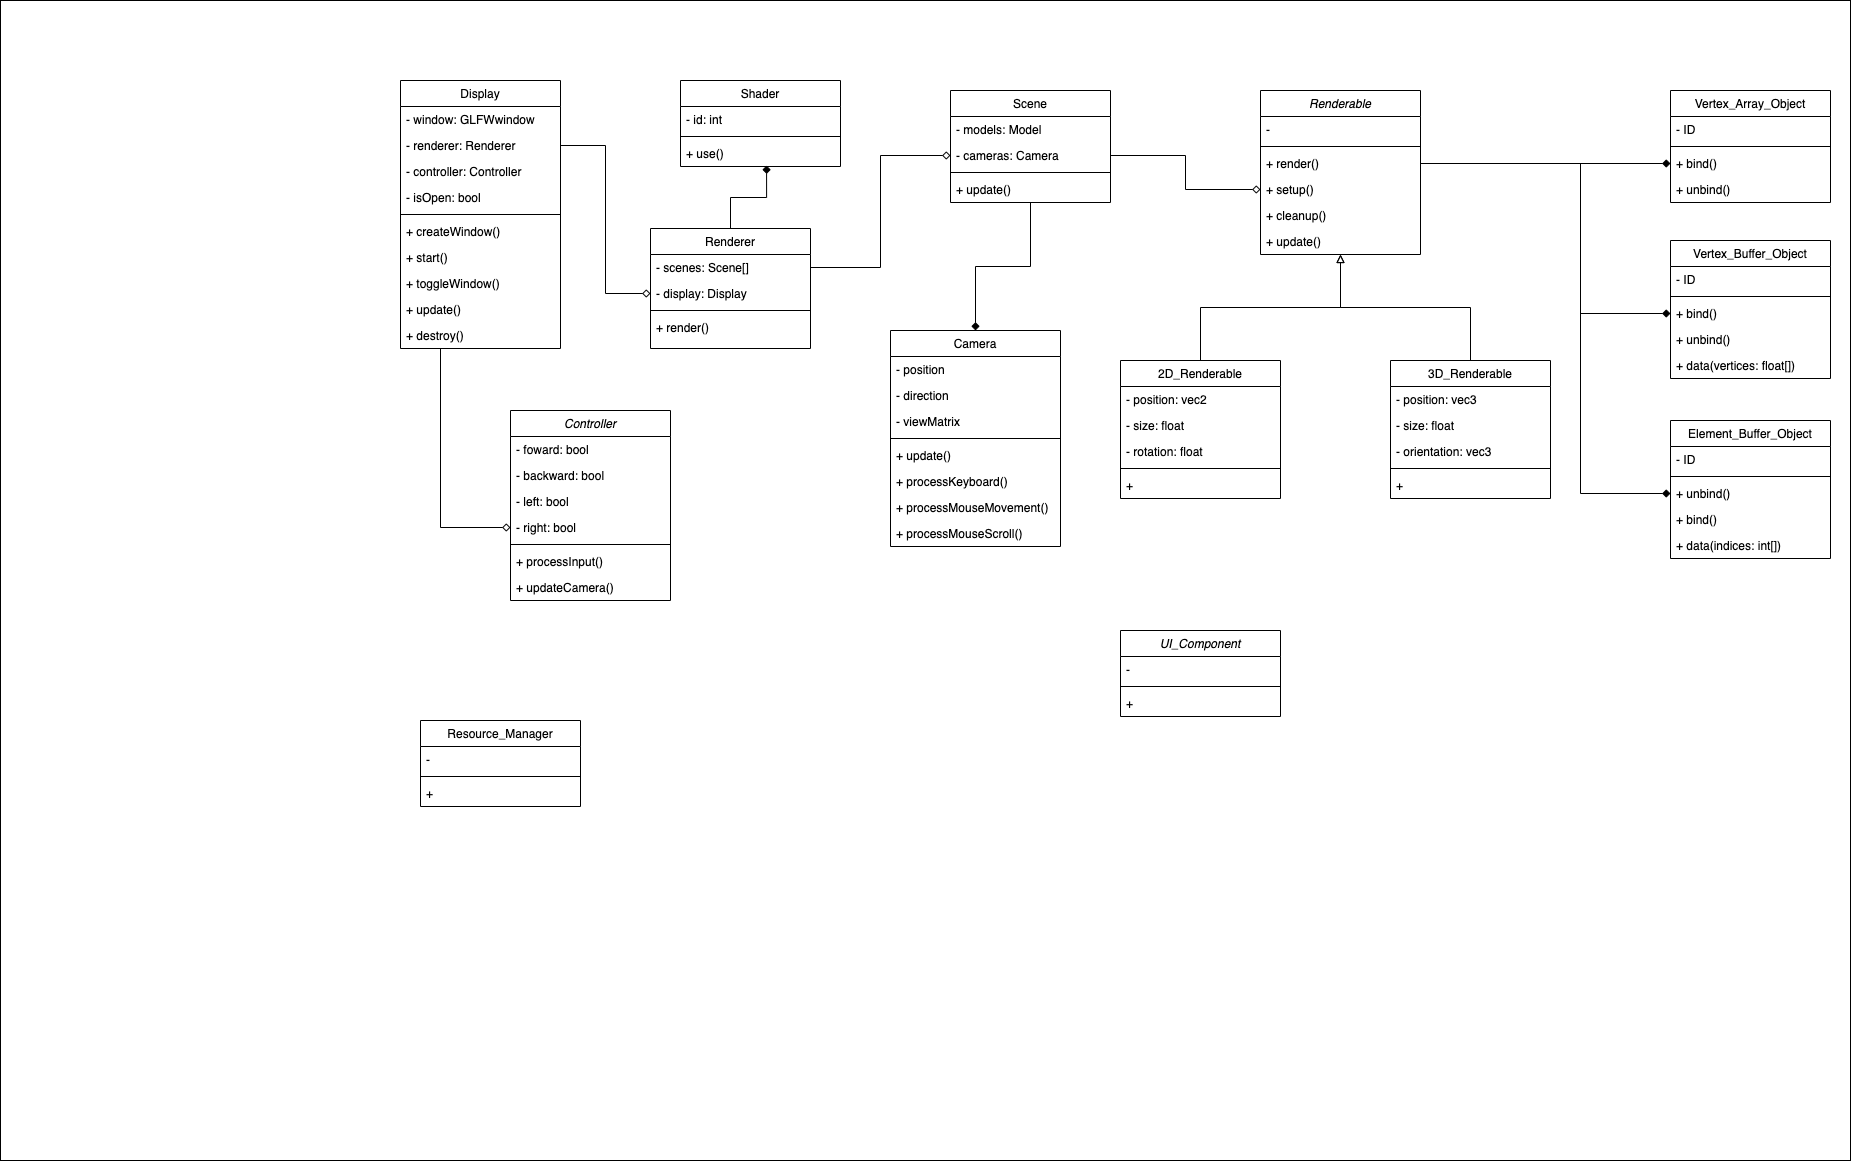 Display
- window: GLFWwindow
- renderer: Renderer
- controller: Controller
- isOpen: bool
+ createWindow()
+ start()
+ toggleWindow()
+ update()
+ destroy()
Shader
- id: int
+ use()
Renderer
- scenes: Scene[]
- display: Display
+ render()
Scene
- models: Model
- cameras: Camera
+ update()
Renderable
-
+ render()
+ setup()
+ cleanup()
+ update()
Vertex_Array_Object
- ID
+ bind()
+ unbind()
Vertex_Buffer_Object
- ID
+ bind()
+ unbind()
+ data(vertices: float[])
Element_Buffer_Object
- ID
+ unbind()
+ bind()
+ data(indices: int[])
Camera
- position
- direction
- viewMatrix
+ update()
+ processKeyboard()
+ processMouseMovement()
+ processMouseScroll()
2D_Renderable
- position: vec2
- size: float
- rotation: float
+
3D_Renderable
- position: vec3
- size: float
- orientation: vec3
+
Controller
- foward: bool
- backward: bool
- left: bool
- right: bool
+ processInput()
+ updateCamera()
UI_Component
-
+
Resource_Manager
-
+